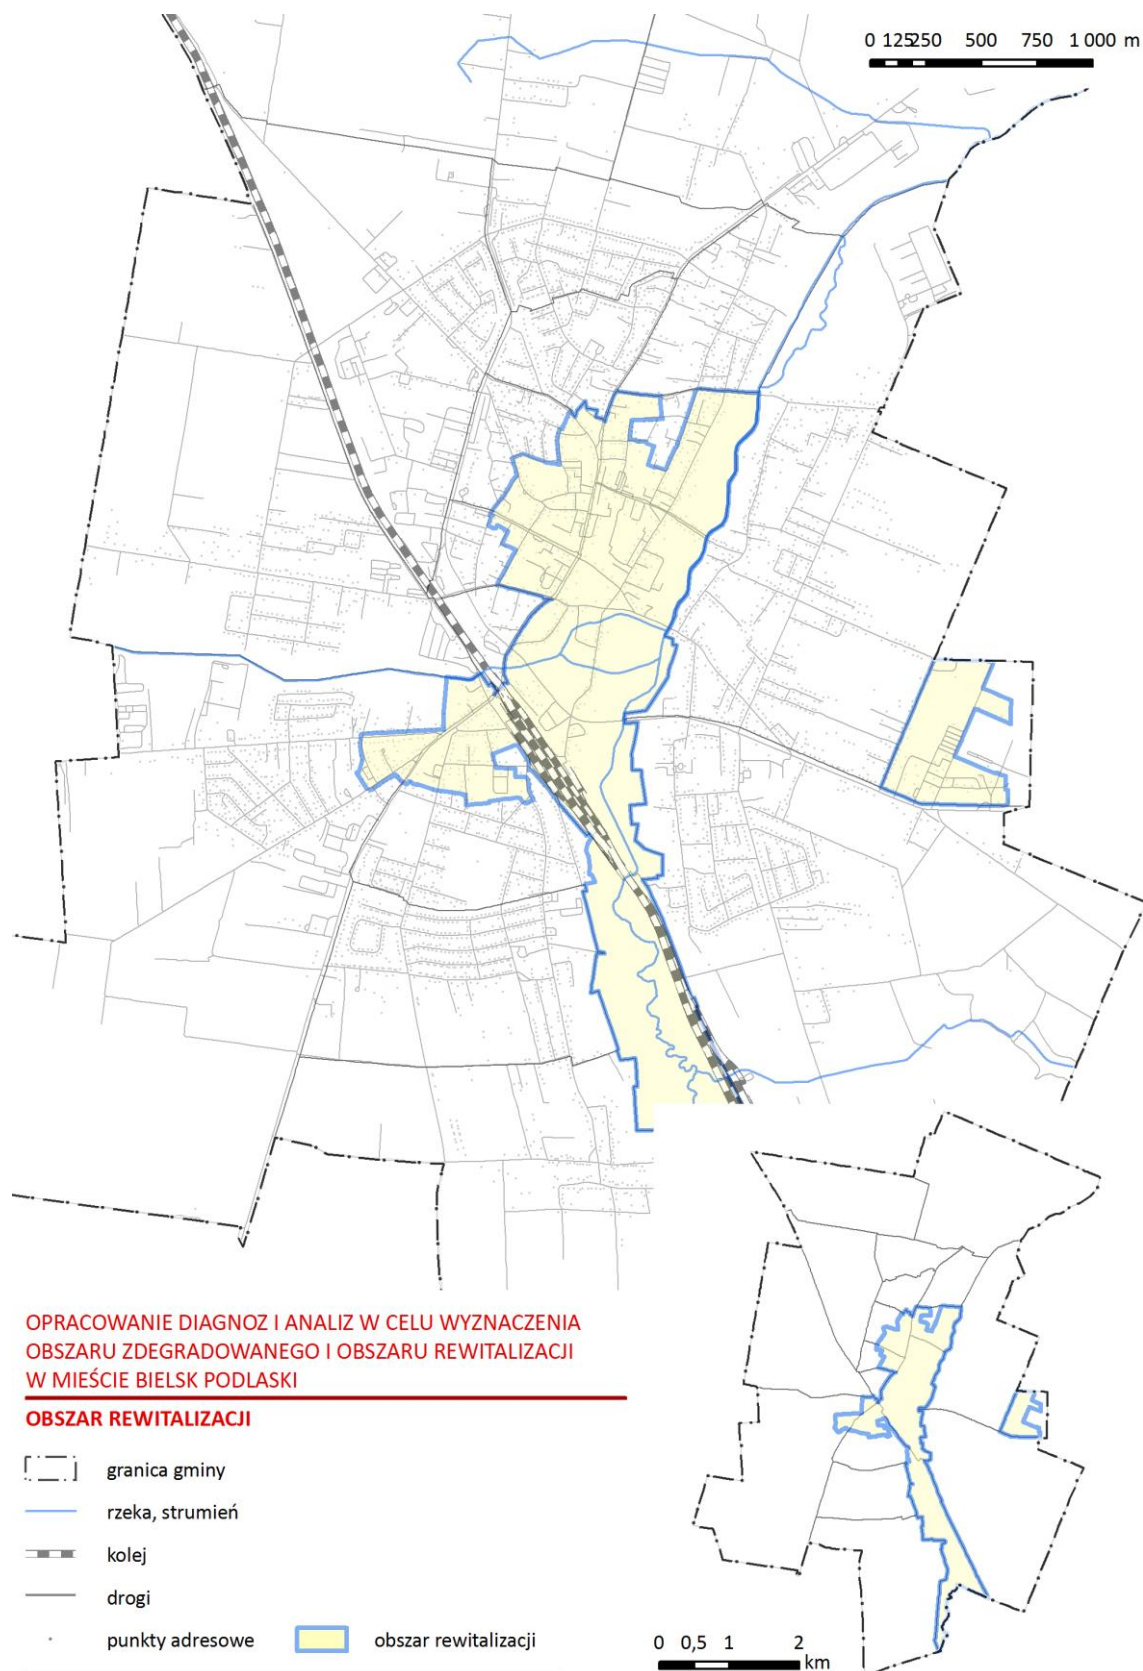 0 125250 500 750 1 000 m
OPRACOWANIE DIAGNOZ I ANALIZ W CELU WYZNACZENIA
OBSZARU ZDEGRADOWANEGO I OBSZARU REWITALIZACJI
W MIEŚCIE BIELSK PODLASKI
OBSZAR REWITALIZACJI
granica gminy
rzeka, strumień
kolej
drogi
punkty adresowe obszar rewitalizacji
0 0,5 1 2
km